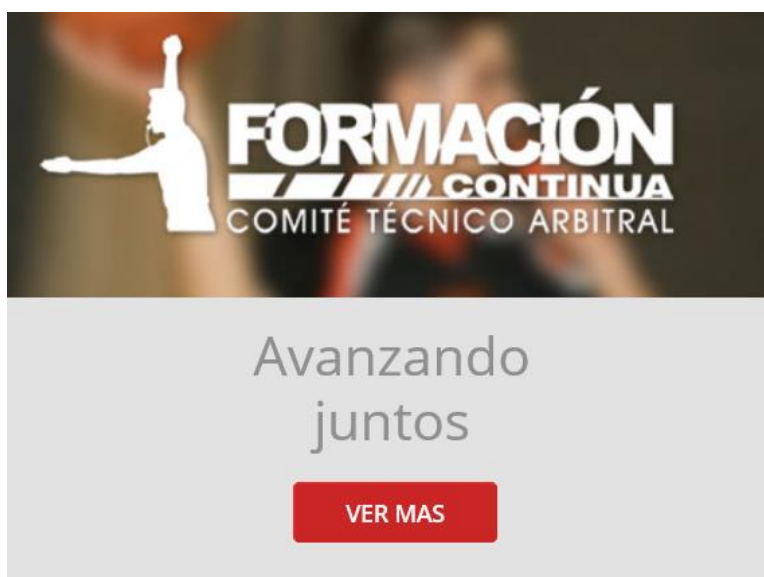 FORMACIÓN
CONTINUA
COMITÉ TÉCNICO ARBITRAL
Avanzando
juntos
VER MAS